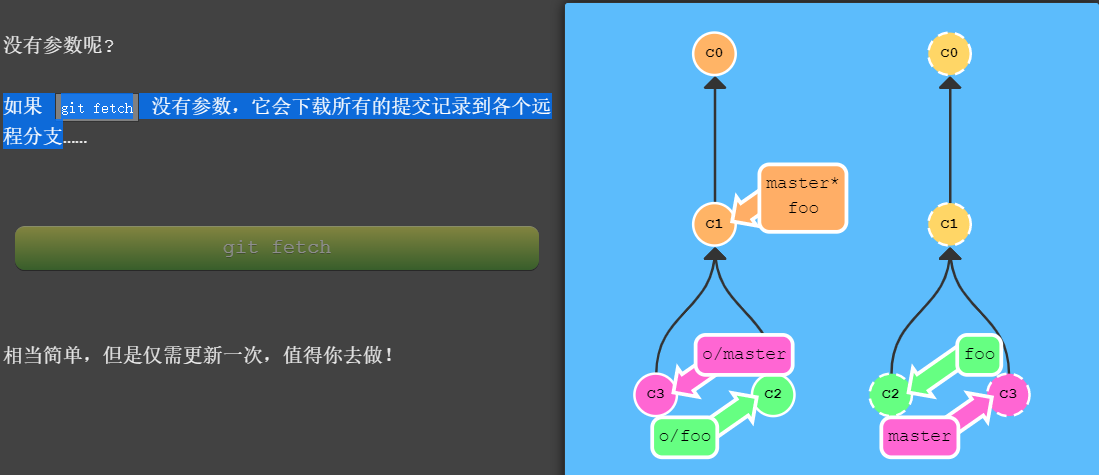 没有参数呢?
如果 git fetch 没有参数，它会下载所有的提交记录到各个远
程分支……
git fetch
相当简单，但是仅需更新一次，值得你去做！
C0
C0
master*
foo
C1
C1
o/master
foo
C3
C2
C2
C3
o/foo
master